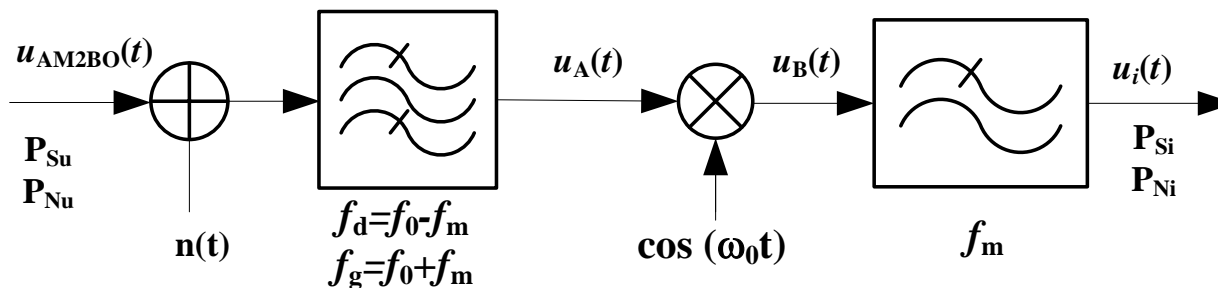 u_AM2BO(t)
u_A(t)
u_B(t)
u_i(t)
P_Su
P_Nu
P_Si
P_Ni
n(t)
f_d=f_0-f_m
f_g=f_0+f_m
cos (ω_0t)
f_m